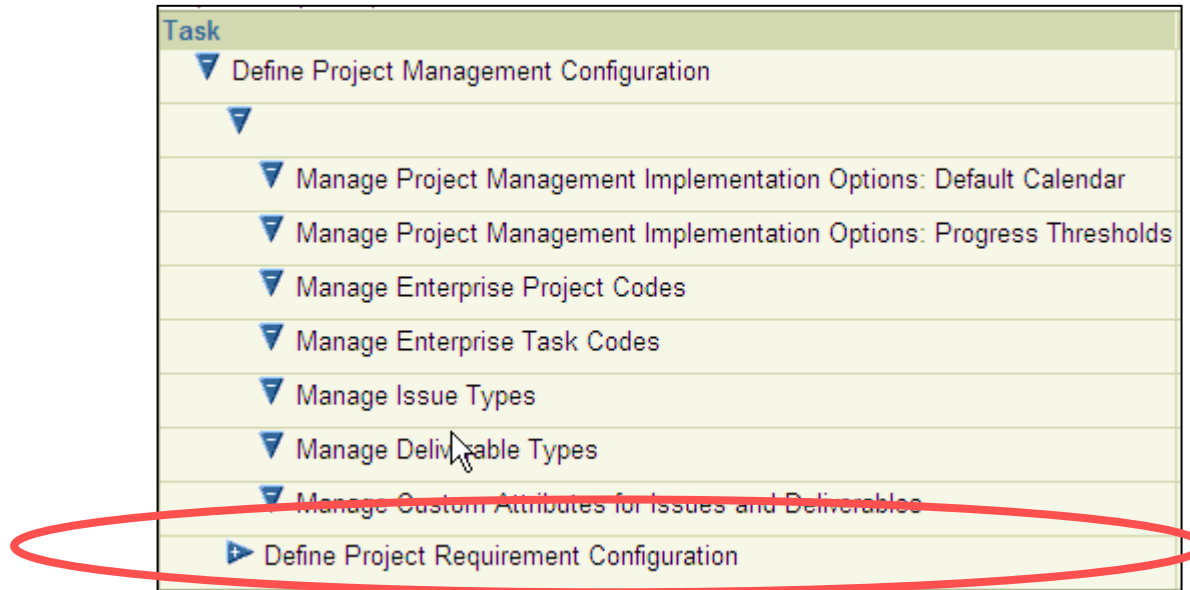 Task
Define Project Management Configuration
Manage Project Management Implementation Options: Default Calendar
Manage Project Management Implementation Options: Progress Thresholds
Manage Enterprise Project Codes
Manage Enterprise Task Codes
Manage Issue Types
Manage Deliverable Types
Manage Custom Attributes for Issues and Deliverables
Define Project Requirement Configuration